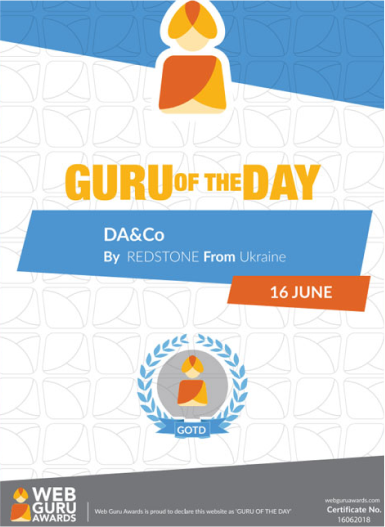 GURU OF THE DAY
DA&Co
By REDSTONE From Ukraine
16 JUNE
GOTD
WEB
GURU
AWARDS
Web Guru Awards is proud to declare this website as 'GURU OF THE DAY'
webguruawards.com
Certificate No.
16062018